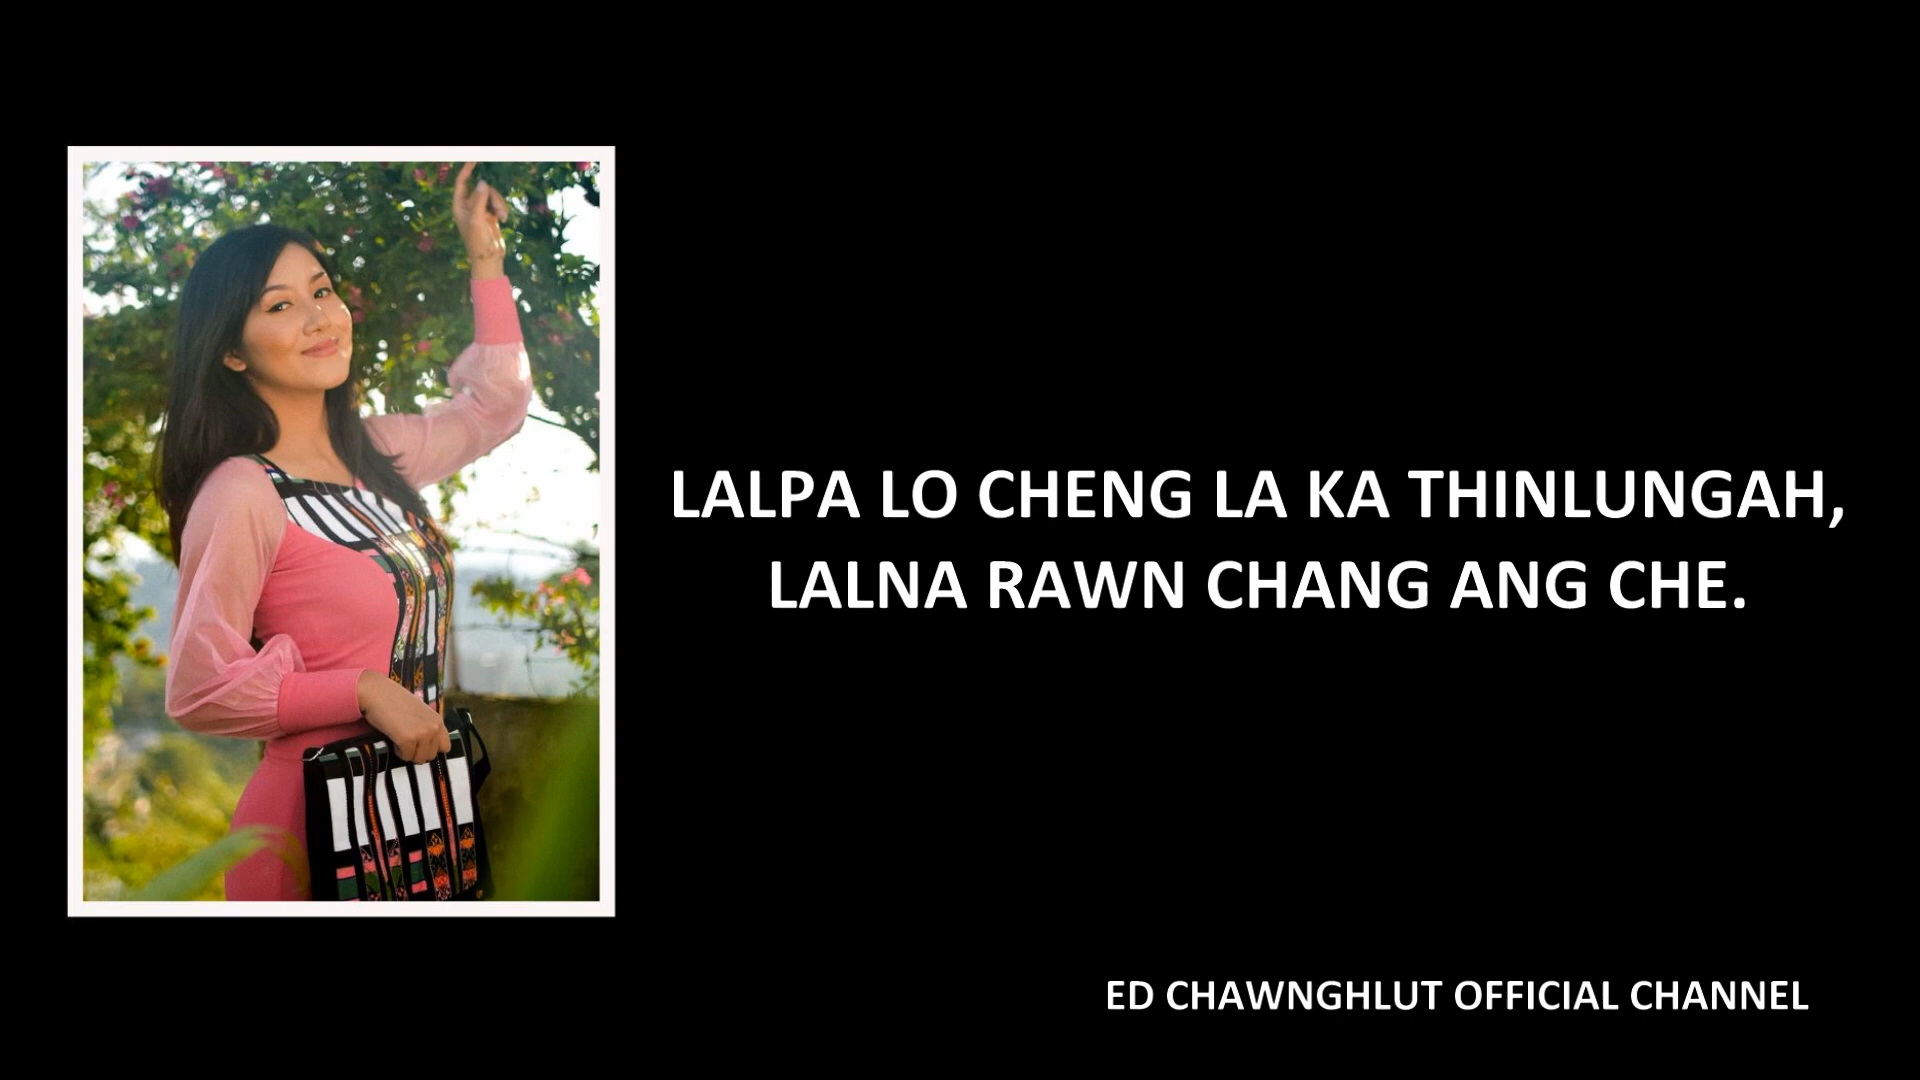 LALPA LO CHENG LA KA THINLUNGAH,
LALNA RAWN CHANG ANG CHE.
ED CHAWNGHLUT OFFICIAL CHANNEL